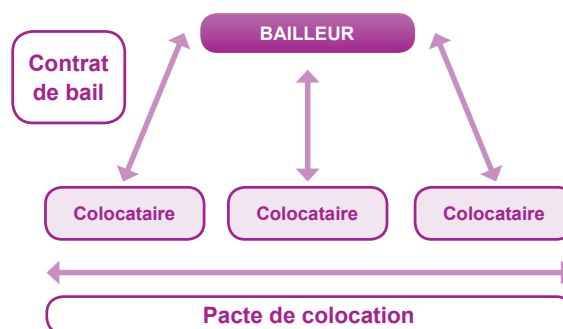 BAILLEUR
Contrat
de bail
Colocataire
Colocataire
Colocataire
Pacte de colocation